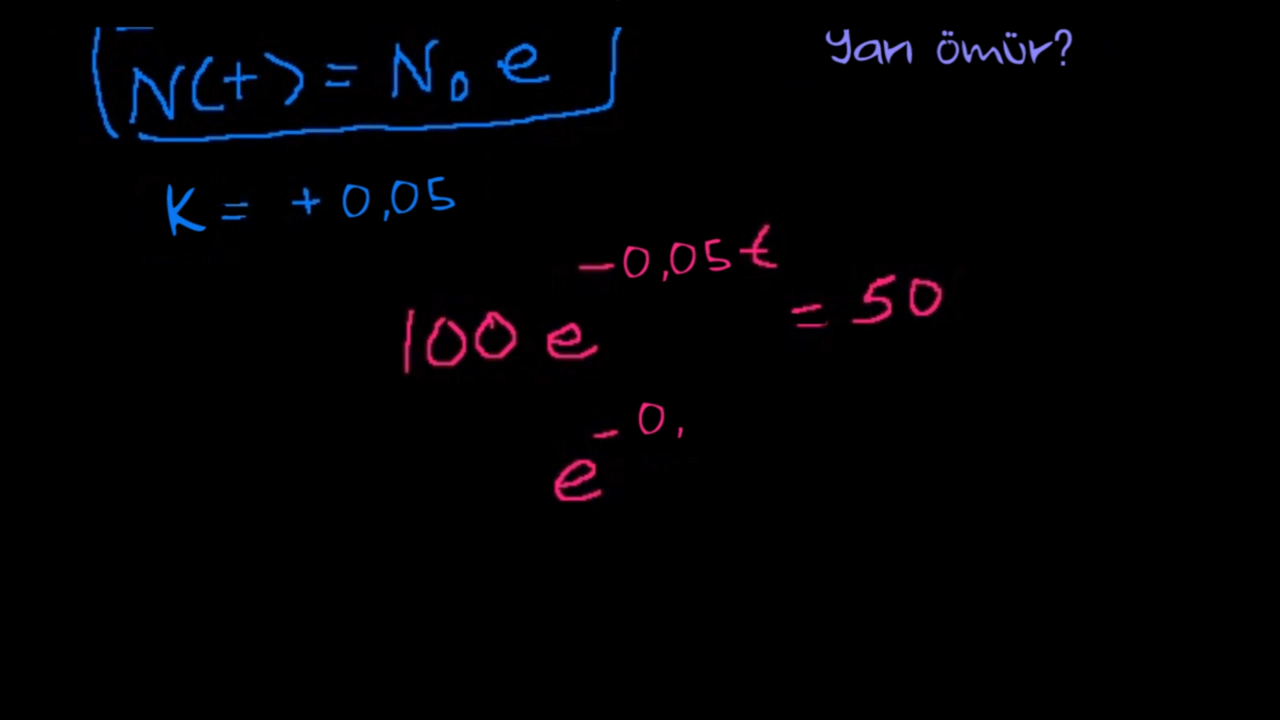 N(t) = N₀ e
Yarı ömür?
K = + 0,05
100 e^{-0,05t} = 50
e^{-0,}